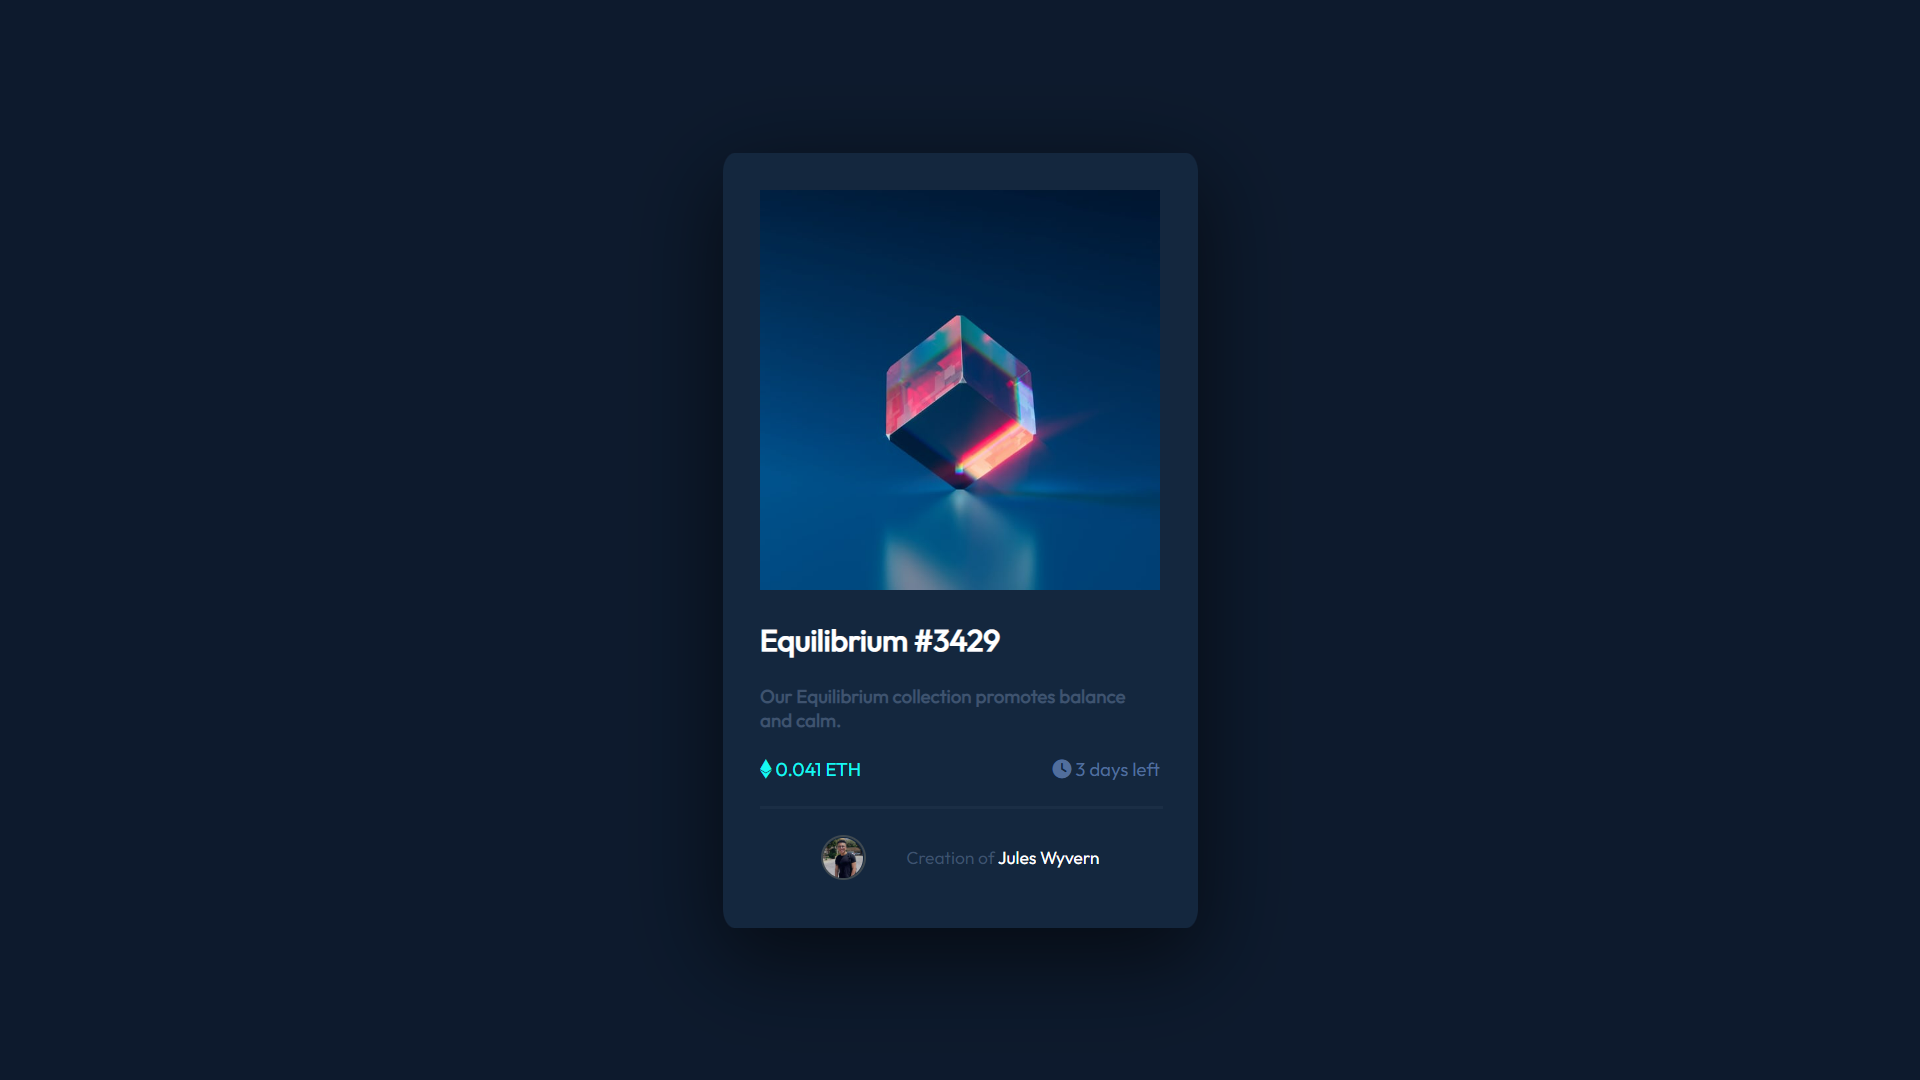 Equilibrium #3429
Our Equilibrium collection promotes balance
and calm.
0.041 ETH
3 days left
Creation of Jules Wyvern